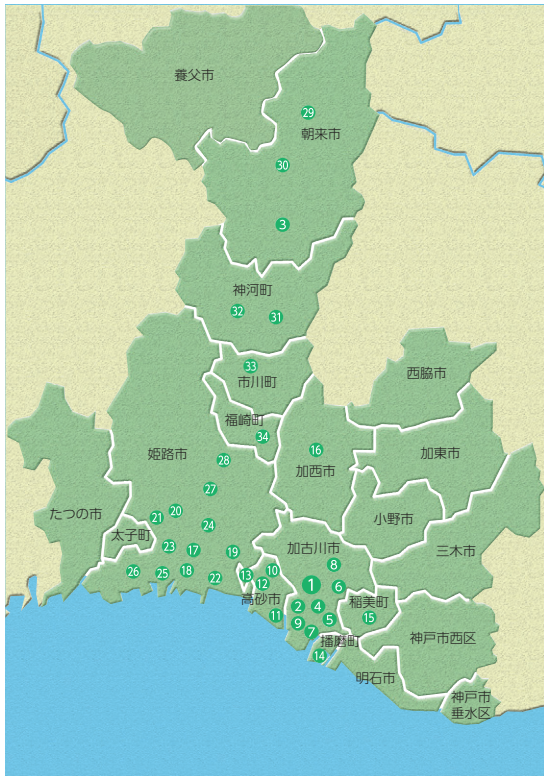 養父市
29
朝来市
30
3
神河町
32
31
33
市川町
西脇市
福崎町
34
16
加西市
加東市
姫路市
28
27
たつの市
21
20
24
小野市
太子町
23
17
19
加古川市
8
三木市
26
25
18
22
13
10
12
高砂市
11
1
6
2
4
稲美町
15
9
5
7
播磨町
14
神戸市西区
明石市
神戸市
垂水区